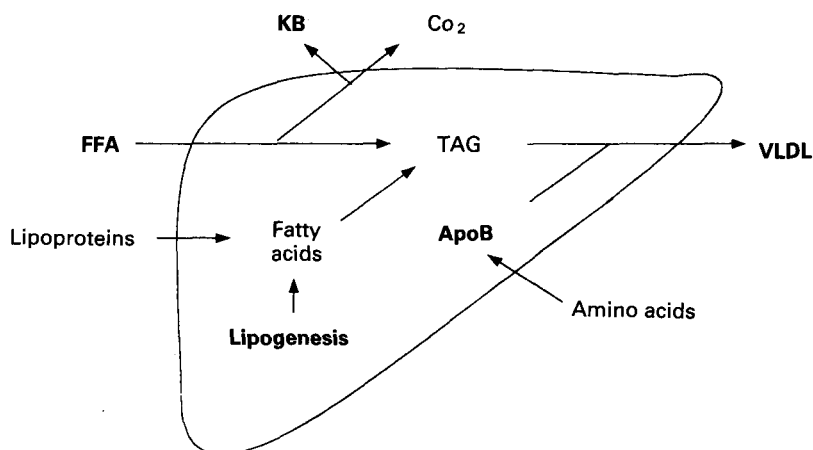 KB
Co₂
FFA
TAG
VLDL
Lipoproteins
Fatty
acids
ApoB
Amino acids
Lipogenesis